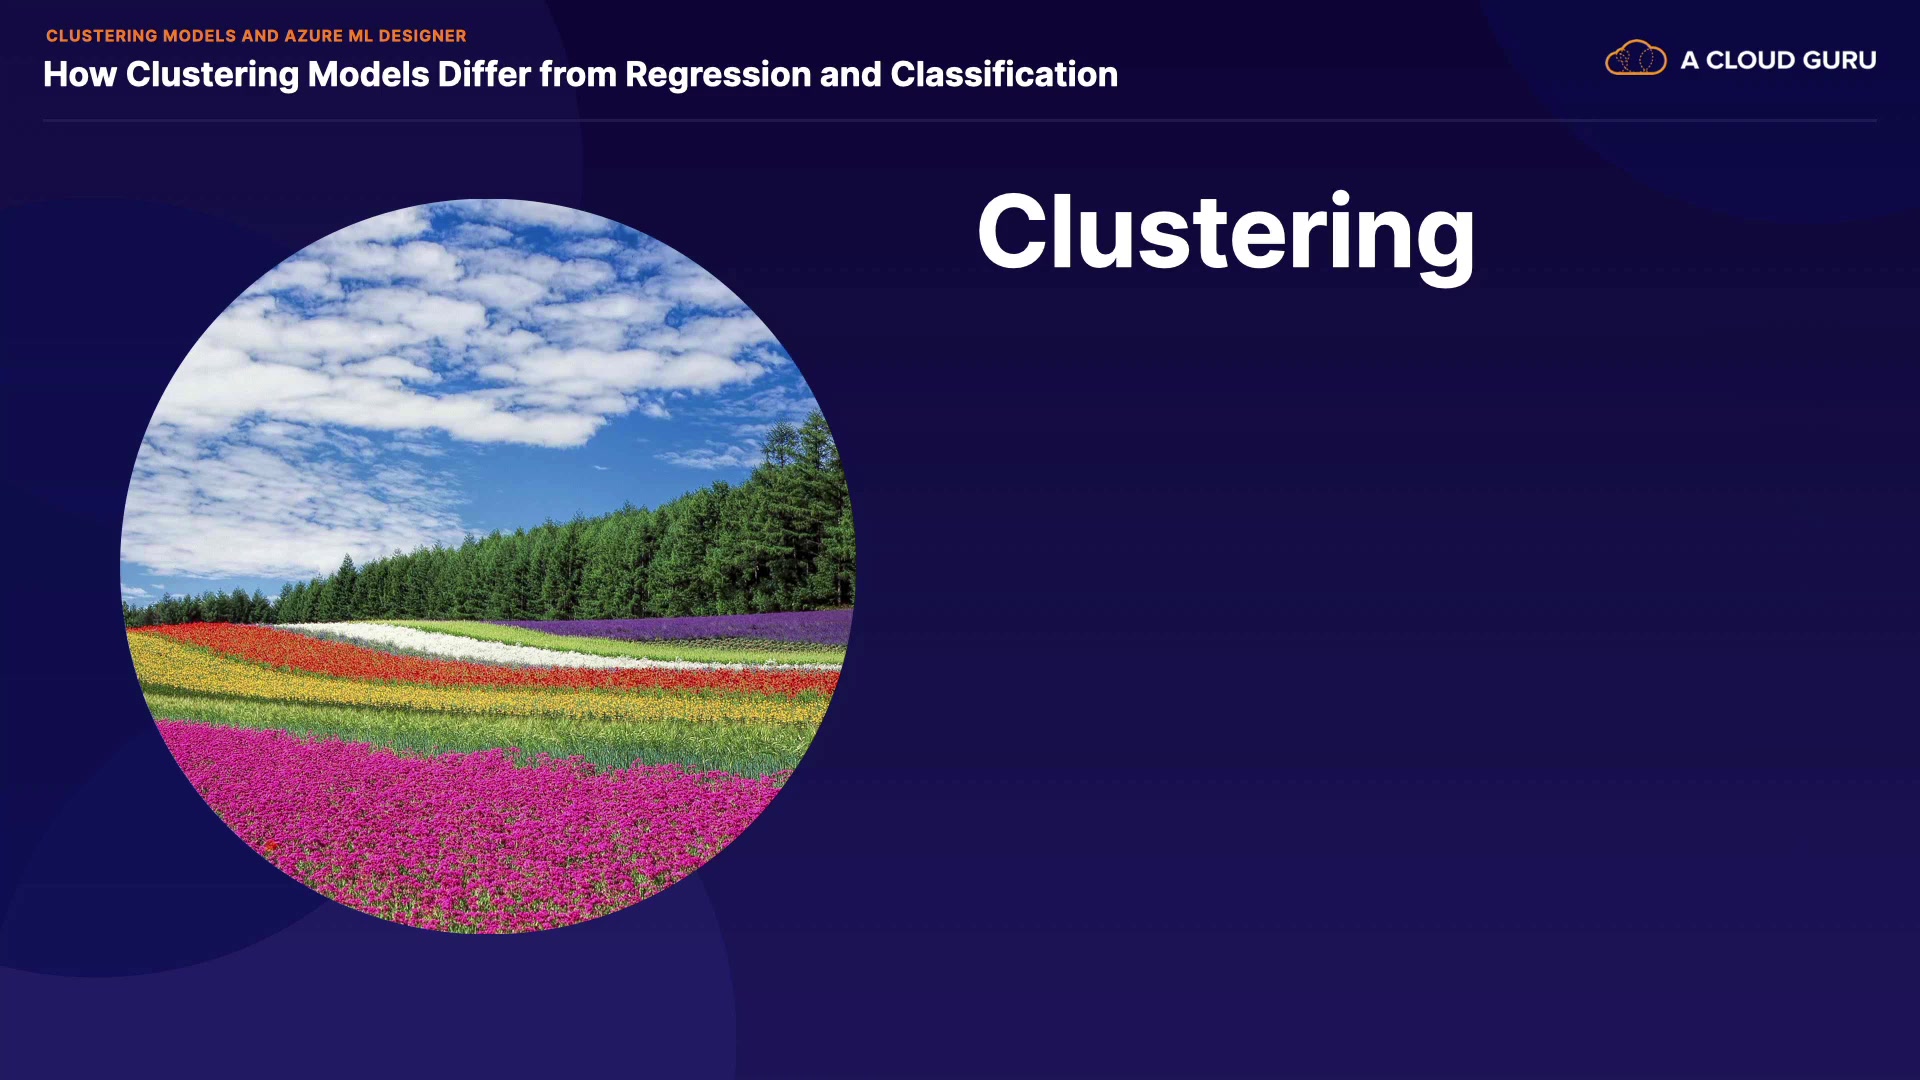 CLUSTERING MODELS AND AZURE ML DESIGNER
How Clustering Models Differ from Regression and Classification
A CLOUD GURU
Clustering